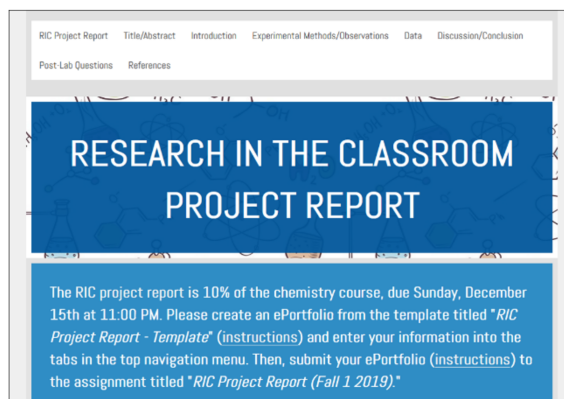 RIC Project Report Title/Abstract Introduction Experimental Methods/Observations Data Discussion/Conclusion
Post-Lab Questions References
RESEARCH IN THE CLASSROOM
PROJECT REPORT
The RIC project report is 10% of the chemistry course, due Sunday, December
15th at 11:00 PM. Please create an ePortfolio from the template titled "RIC
Project Report - Template" (instructions) and enter your information into the
tabs in the top navigation menu. Then, submit your ePortfolio (instructions) to
the assignment titled "RIC Project Report (Fall 1 2019)."